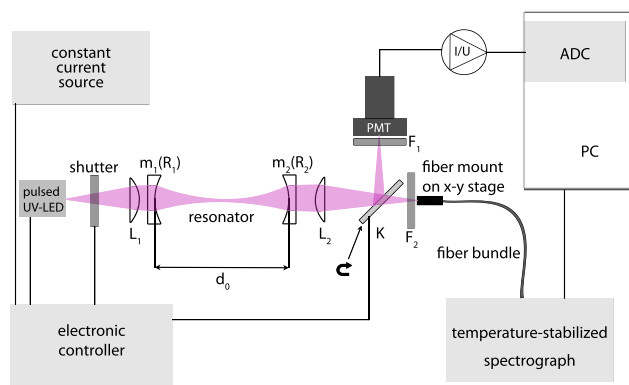 constant
current
source
I/U
ADC
PC
PMT
F1
shutter
m1(R1)
m2(R2)
fiber mount
on x-y stage
pulsed
UV-LED
L1
resonator
L2
K
F2
fiber bundle
d0
electronic
controller
temperature-stabilized
spectrograph